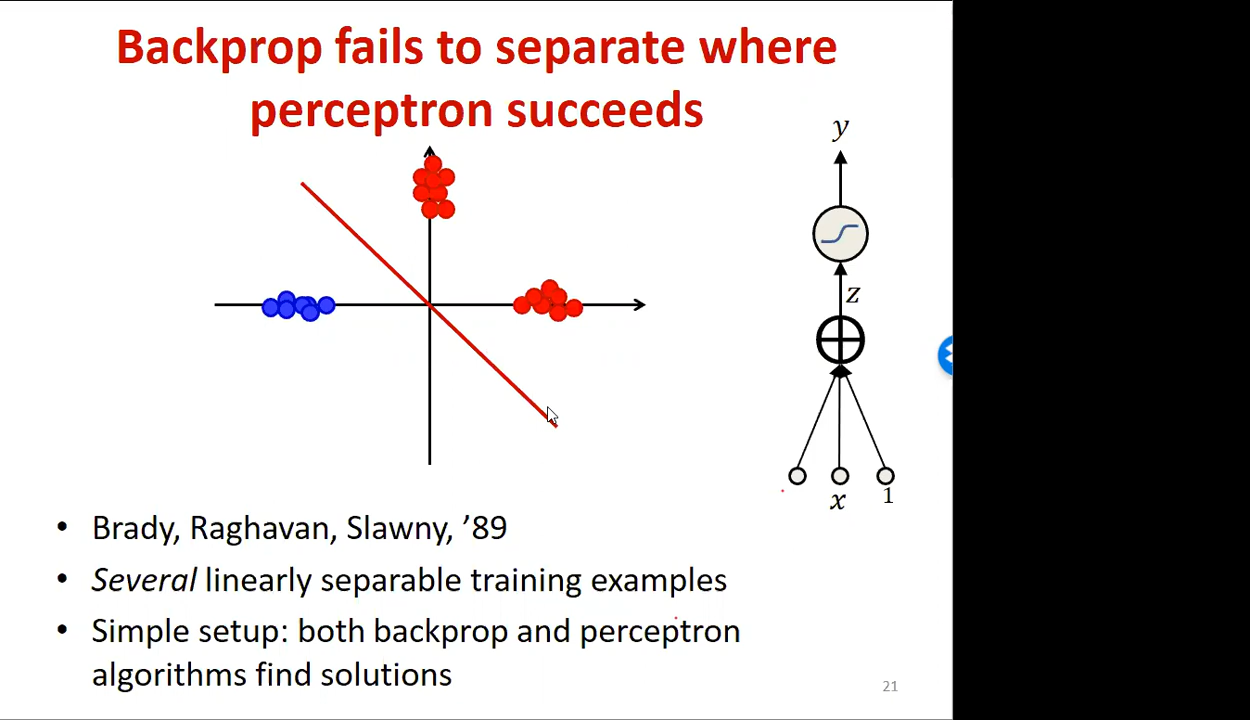 Backprop fails to separate where
perceptron succeeds
y
z
x
1
• Brady, Raghavan, Slawny, ’89
• Several linearly separable training examples
• Simple setup: both backprop and perceptron
algorithms find solutions
21